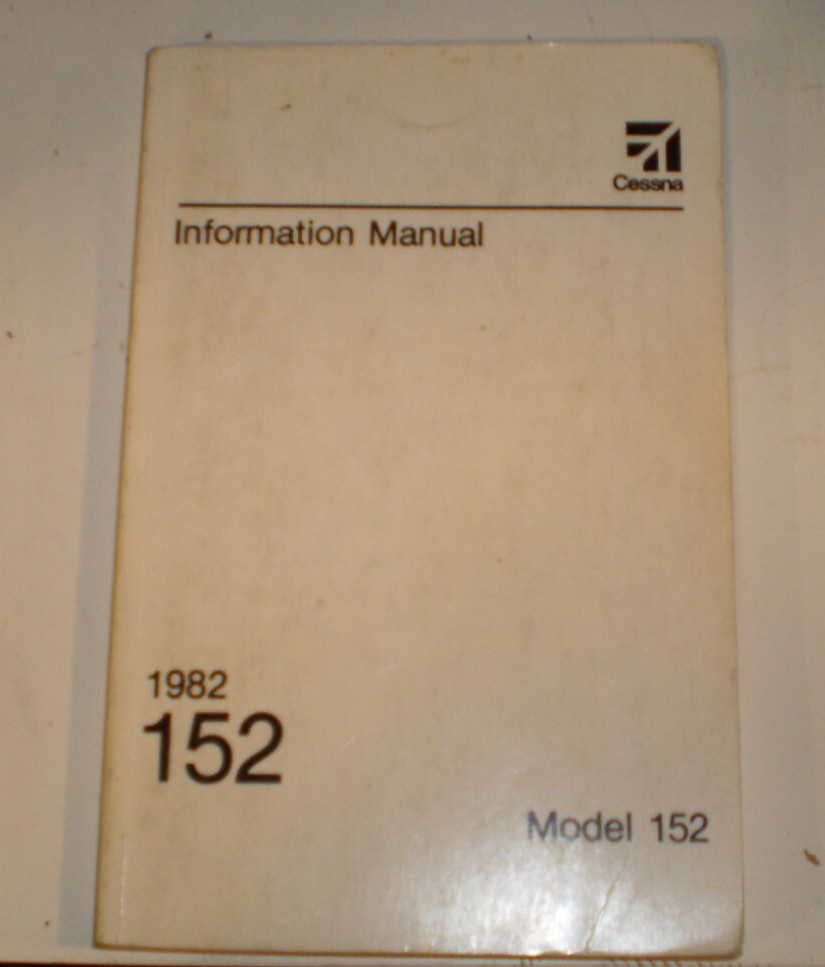 Cessna
Information Manual
1982
152
Model 152